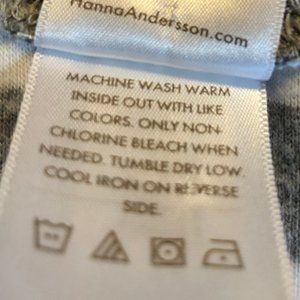 HannaAndersson.com
MACHINE WASH WARM
INSIDE OUT WITH LIKE
COLORS. ONLY NON-
CHLORINE BLEACH WHEN
NEEDED. TUMBLE DRY LOW.
COOL IRON ON REVERSE
SIDE.